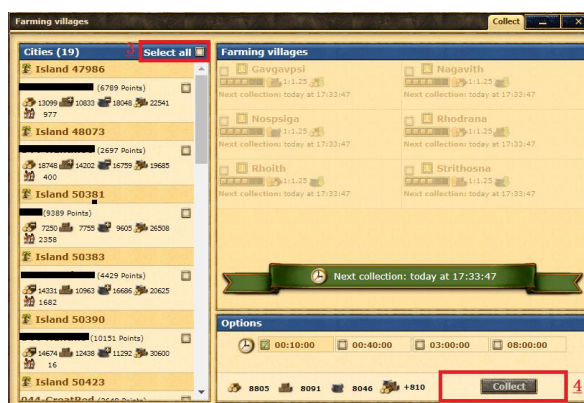 Farming villages
Collect
Cities (19)
3
Select all
Island 47986
(6789 Points)
13099 10833 18048 22541
977
Island 48073
(2697 Points)
18748 14202 16759 19685
400
Island 50381
(9389 Points)
7250 7755 9605 26508
2358
Island 50383
(4429 Points)
14331 10963 16686 20625
1682
Island 50390
(10151 Points)
14674 12438 11292 30600
16
Island 50423
Farming villages
Gavgavpsi
1:1.25
Next collection: today at 17:33:47
Nagavith
1:1.25
Next collection: today at 17:33:47
Nospsiga
1:1.25
Next collection: today at 17:33:47
Rhodrana
1:1.25
Next collection: today at 17:33:47
Rhoith
1:1.25
Next collection: today at 17:33:47
Strithosna
1:1.25
Next collection: today at 17:33:47
Next collection: today at 17:33:47
Options
00:10:00 00:40:00 03:00:00 08:00:00
8805 8091 8046 +810
Collect
4